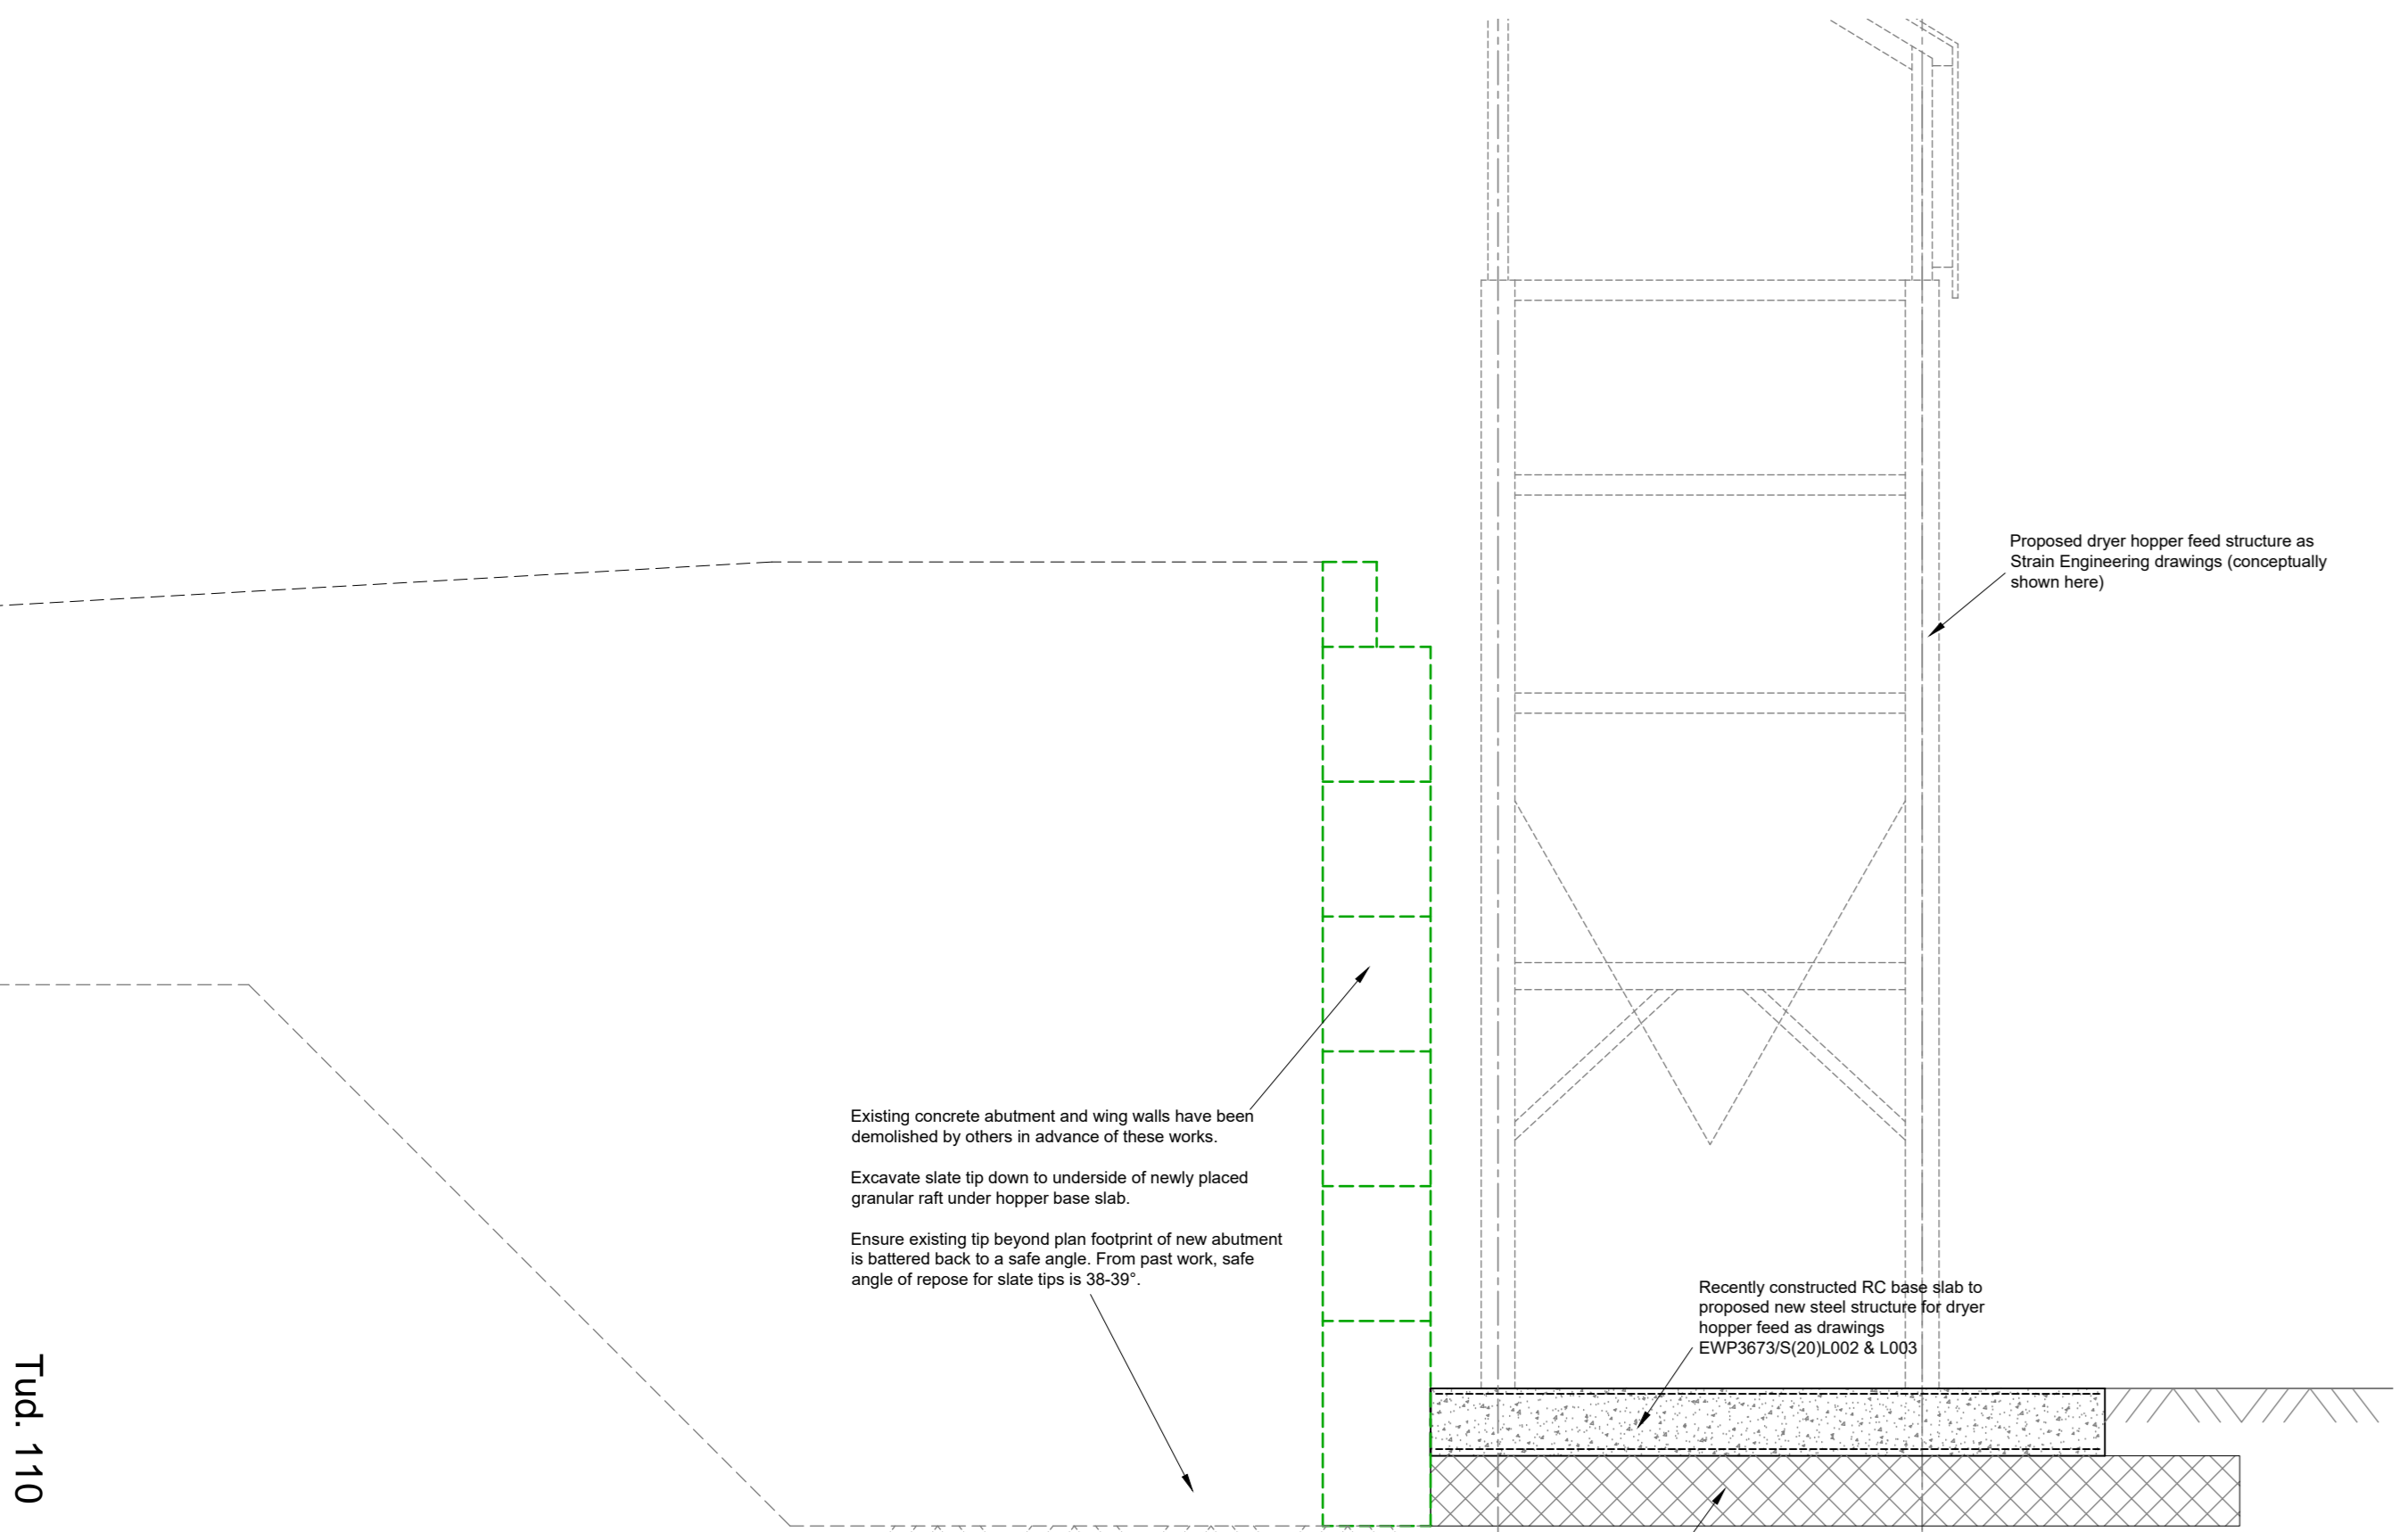 Proposed dryer hopper feed structure as
Strain Engineering drawings (conceptually
shown here)
Existing concrete abutment and wing walls have been
demolished by others in advance of these works.
Excavate slate tip down to underside of newly placed
granular raft under hopper base slab.
Ensure existing tip beyond plan footprint of new abutment
is battered back to a safe angle. From past work, safe
angle of repose for slate tips is 38-39°.
Recently constructed RC base slab to
proposed new steel structure for dryer
hopper feed as drawings
EWP3673/S(20)L002 & L003
Tud. 110